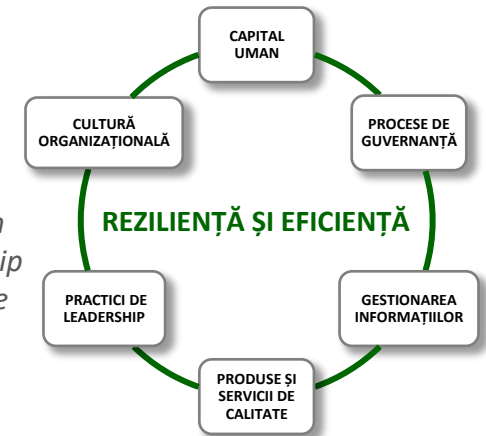 CAPITAL
UMAN
CULTURĂ
ORGANIZAȚIONALĂ
PROCESE DE
GUVERNANȚĂ
REZILIENȚĂ ȘI EFICIENȚĂ
ip
e
PRACTICI DE
LEADERSHIP
GESTIONAREA
INFORMAȚIILOR
PRODUSE ȘI
SERVICII DE
CALITATE